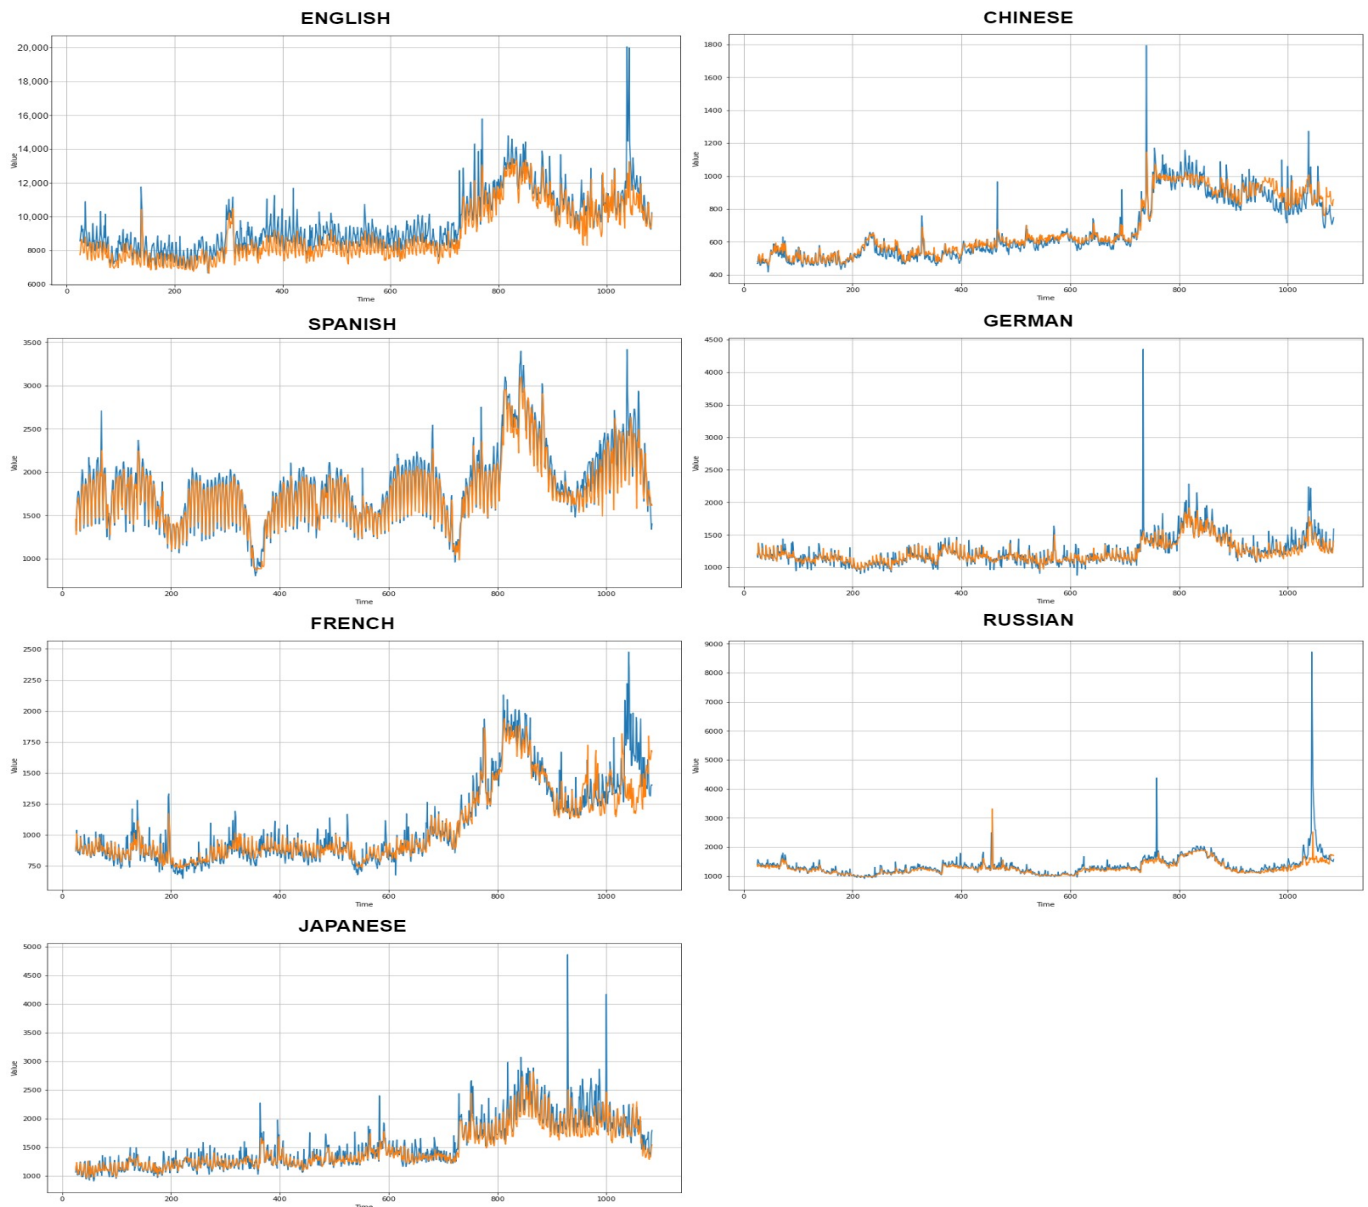 ENGLISH
Value
20,000
18,000
16,000
14,000
12,000
10,000
8000
6000
0 200 400 600 800 1000
Time
CHINESE
Value
1800
1600
1400
1200
1000
800
600
400
0 200 400 600 800 1000
Time
SPANISH
Value
3500
3000
2500
2000
1500
1000
0 200 400 600 800 1000
Time
GERMAN
Value
4500
4000
3500
3000
2500
2000
1500
1000
0 200 400 600 800 1000
Time
FRENCH
Value
2500
2250
2000
1750
1500
1250
1000
750
0 200 400 600 800 1000
Time
RUSSIAN
Value
9000
8000
7000
6000
5000
4000
3000
2000
1000
0 200 400 600 800 1000
Time
JAPANESE
Value
5000
4500
4000
3500
3000
2500
2000
1500
1000
0 200 400 600 800 1000
Time